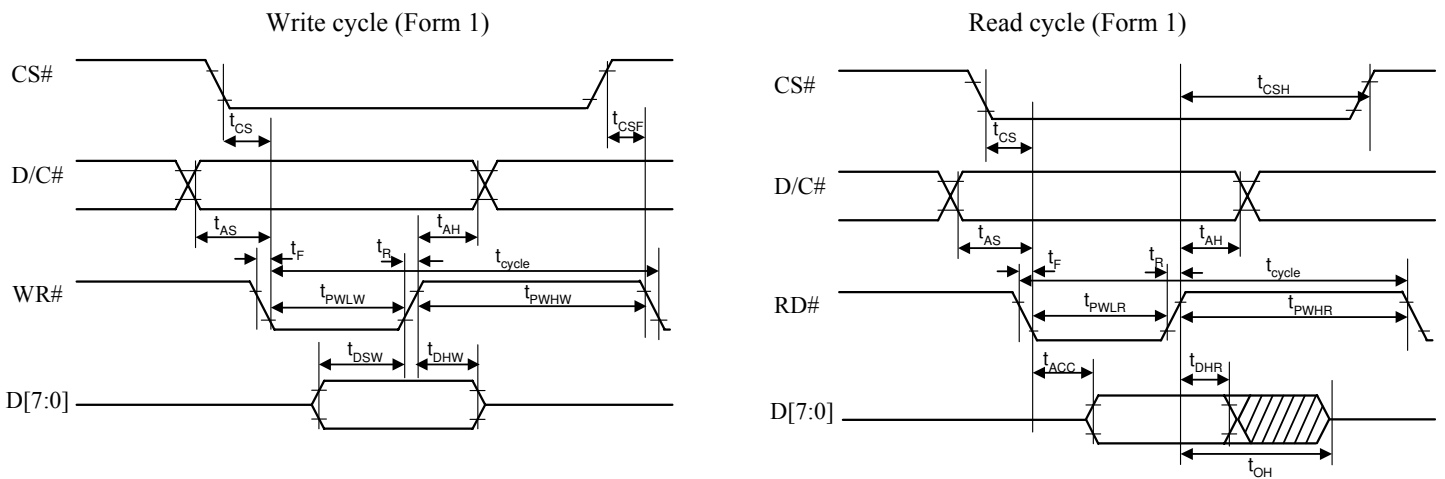 Write cycle (Form 1)
CS#
tCS
tCSF
D/C#
tAS
tAH
tF
tR
tcycle
WR#
tPWLW
tPWHW
tDSW
tDHW
D[7:0]
Read cycle (Form 1)
CS#
tCSH
tCS
D/C#
tAS
tAH
tF
tR
tcycle
RD#
tPWLR
tPWHR
tACC
tDHR
D[7:0]
tOH